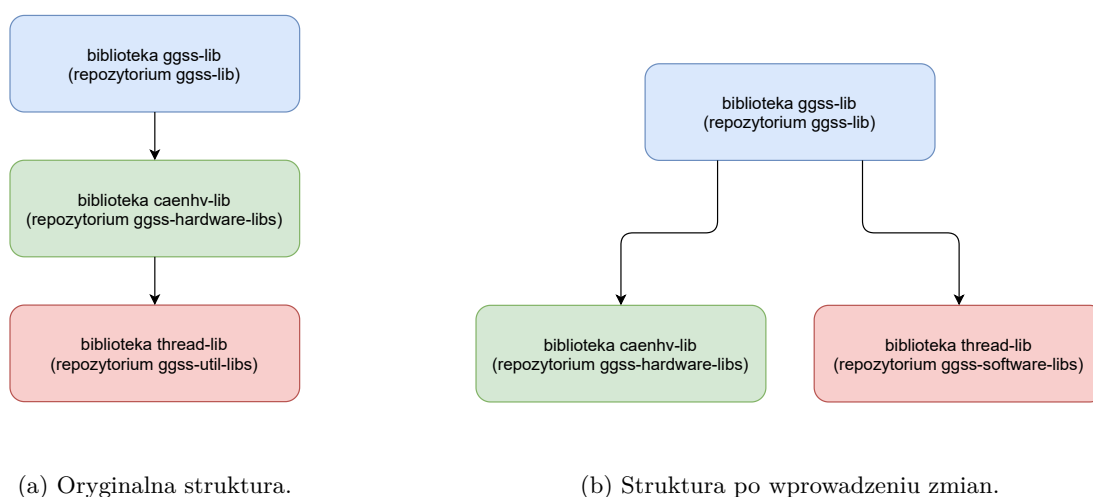 biblioteka ggss-lib
(repozytorium ggss-lib)
biblioteka caenhv-lib
(repozytorium ggss-hardware-libs)
biblioteka thread-lib
(repozytorium ggss-util-libs)
(a) Oryginalna struktura.
biblioteka ggss-lib
(repozytorium ggss-lib)
biblioteka caenhv-lib
(repozytorium ggss-hardware-libs)
biblioteka thread-lib
(repozytorium ggss-software-libs)
(b) Struktura po wprowadzeniu zmian.